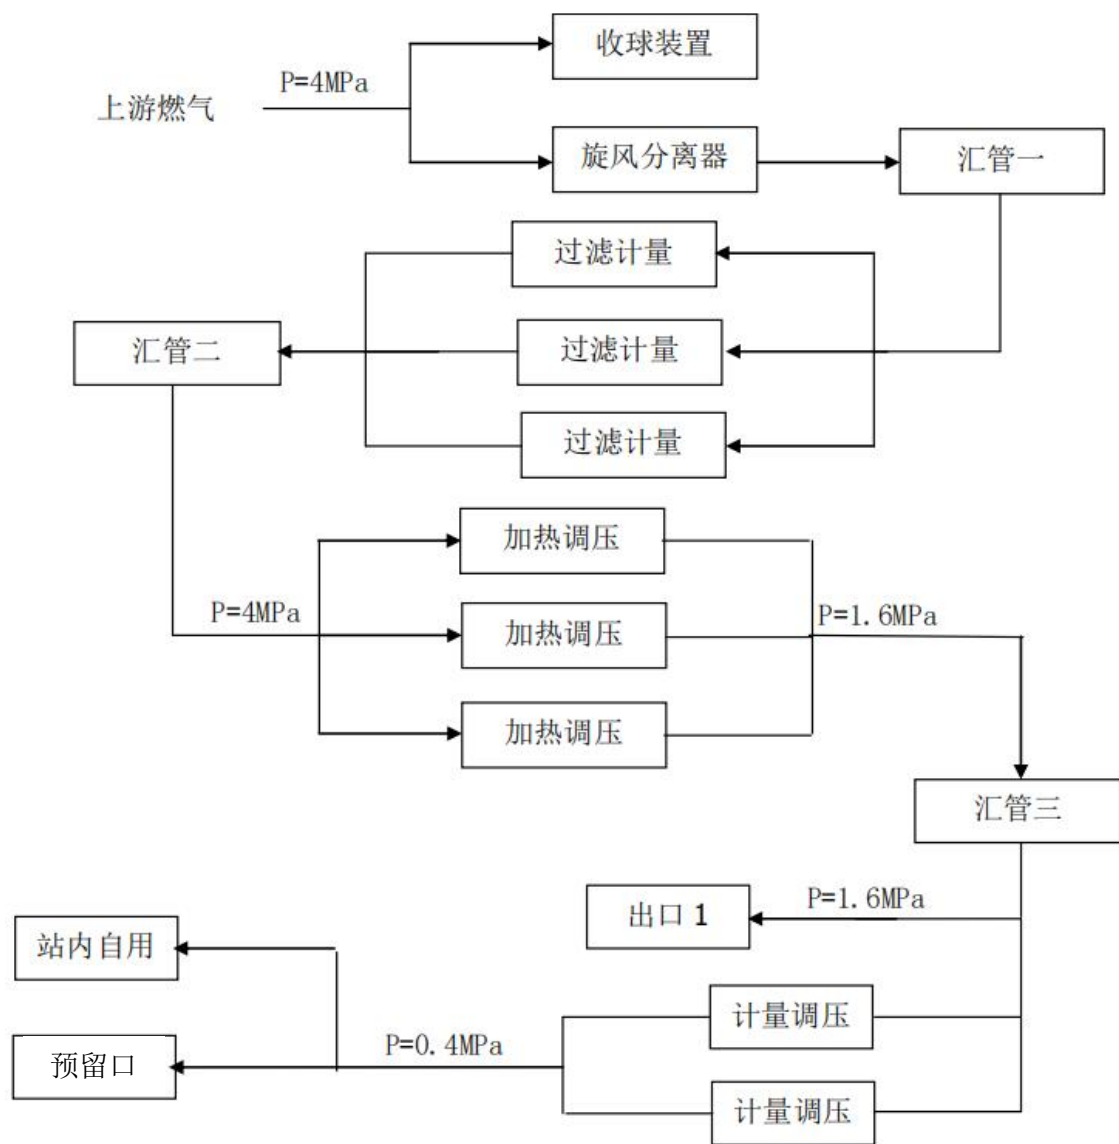 收球装置
P=4MPa
上游燃气
旋风分离器
汇管一
过滤计量
汇管二
过滤计量
过滤计量
加热调压
P=4MPa
加热调压
P=1.6MPa
加热调压
汇管三
出口1
P=1.6MPa
站内自用
计量调压
预留口
P=0.4MPa
计量调压